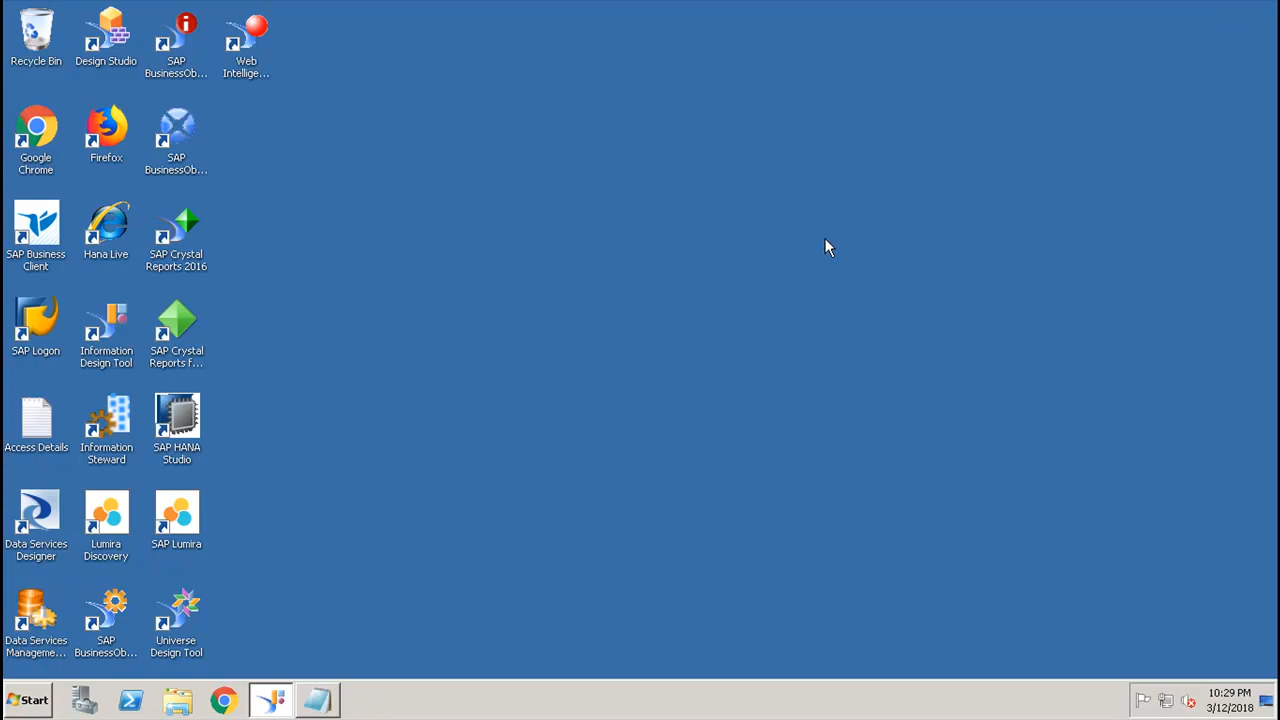 Recycle Bin
Design Studio
SAP
BusinessOb...
Web
Intellige...
Google
Chrome
Firefox
SAP
BusinessOb...
SAP Business
Client
Hana Live
SAP Crystal
Reports 2016
SAP Logon
Information
Design Tool
SAP Crystal
Reports f...
Access Details
Information
Steward
SAP HANA
Studio
Data Services
Designer
Lumira
Discovery
SAP Lumira
Data Services
Manageme...
SAP
BusinessOb...
Universe
Design Tool
Start
10:29 PM
3/12/2018